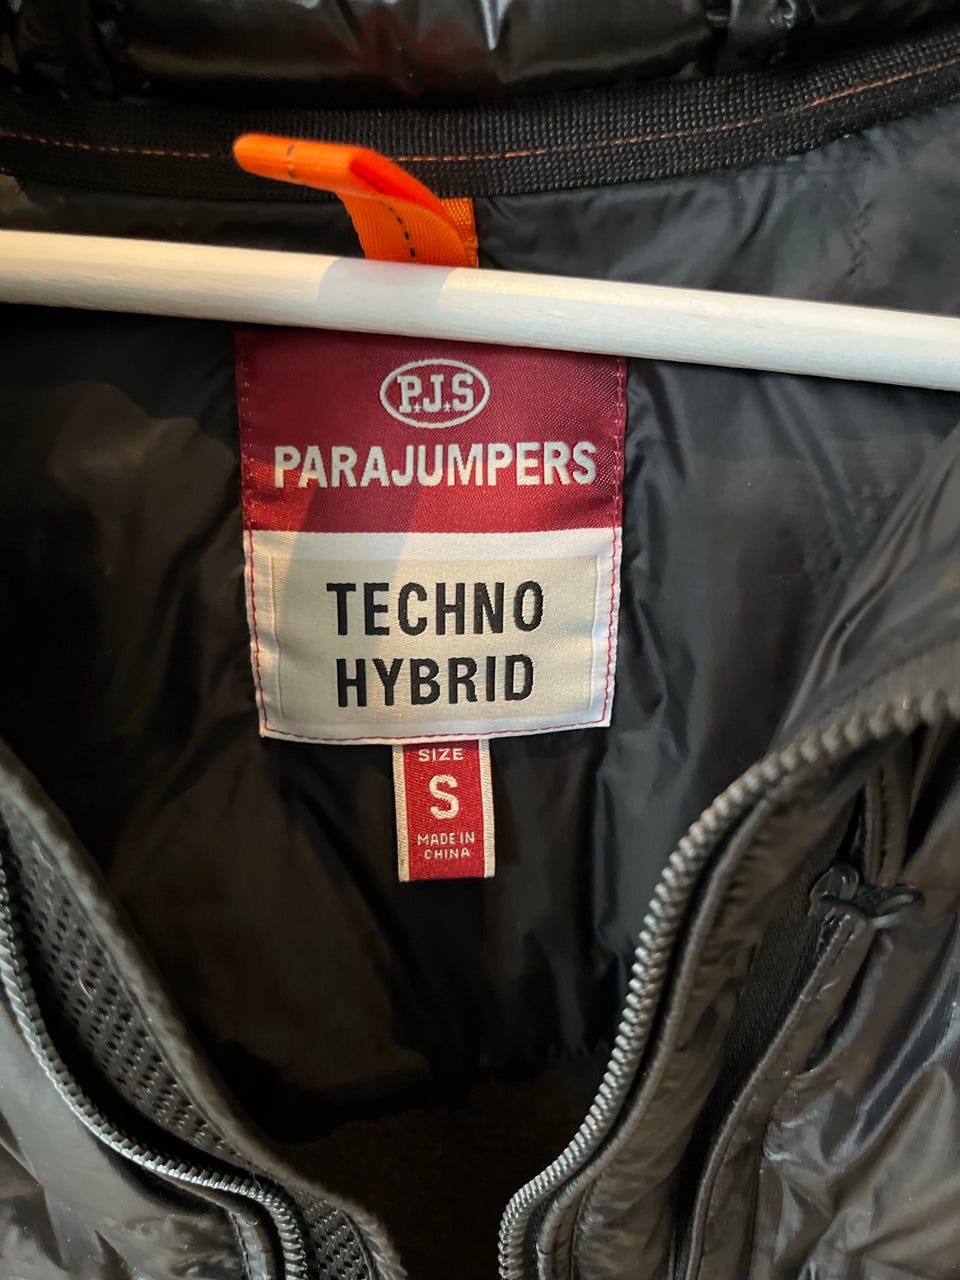 P.J.S
PARAJUMPERS
TECHNO
HYBRID
SIZE
S
MADE IN
CHINA